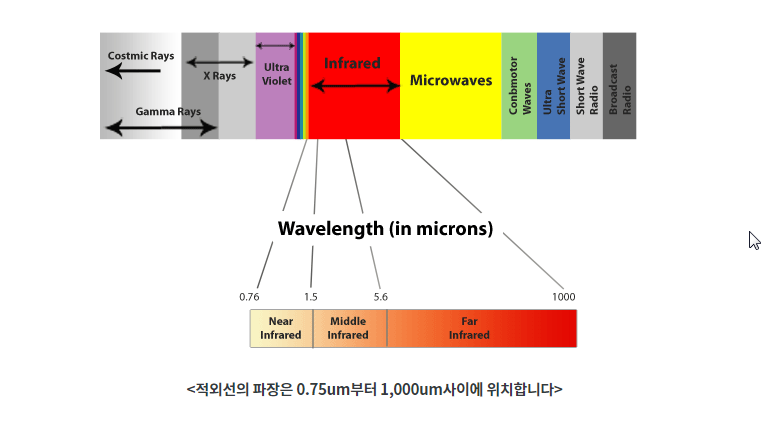 Costmic Rays
X Rays
Gamma Rays
Ultra
Violet
Infrared
Microwaves
Conbmotor
Waves
Ultra
Short Wave
Short Wave
Radio
Broadcast
Radio
Wavelength (in microns)
0.76
1.5
5.6
1000
Near
Infrared
Middle
Infrared
Far
Infrared
<적외선의 파장은 0.75um부터 1,000um사이에 위치합니다>